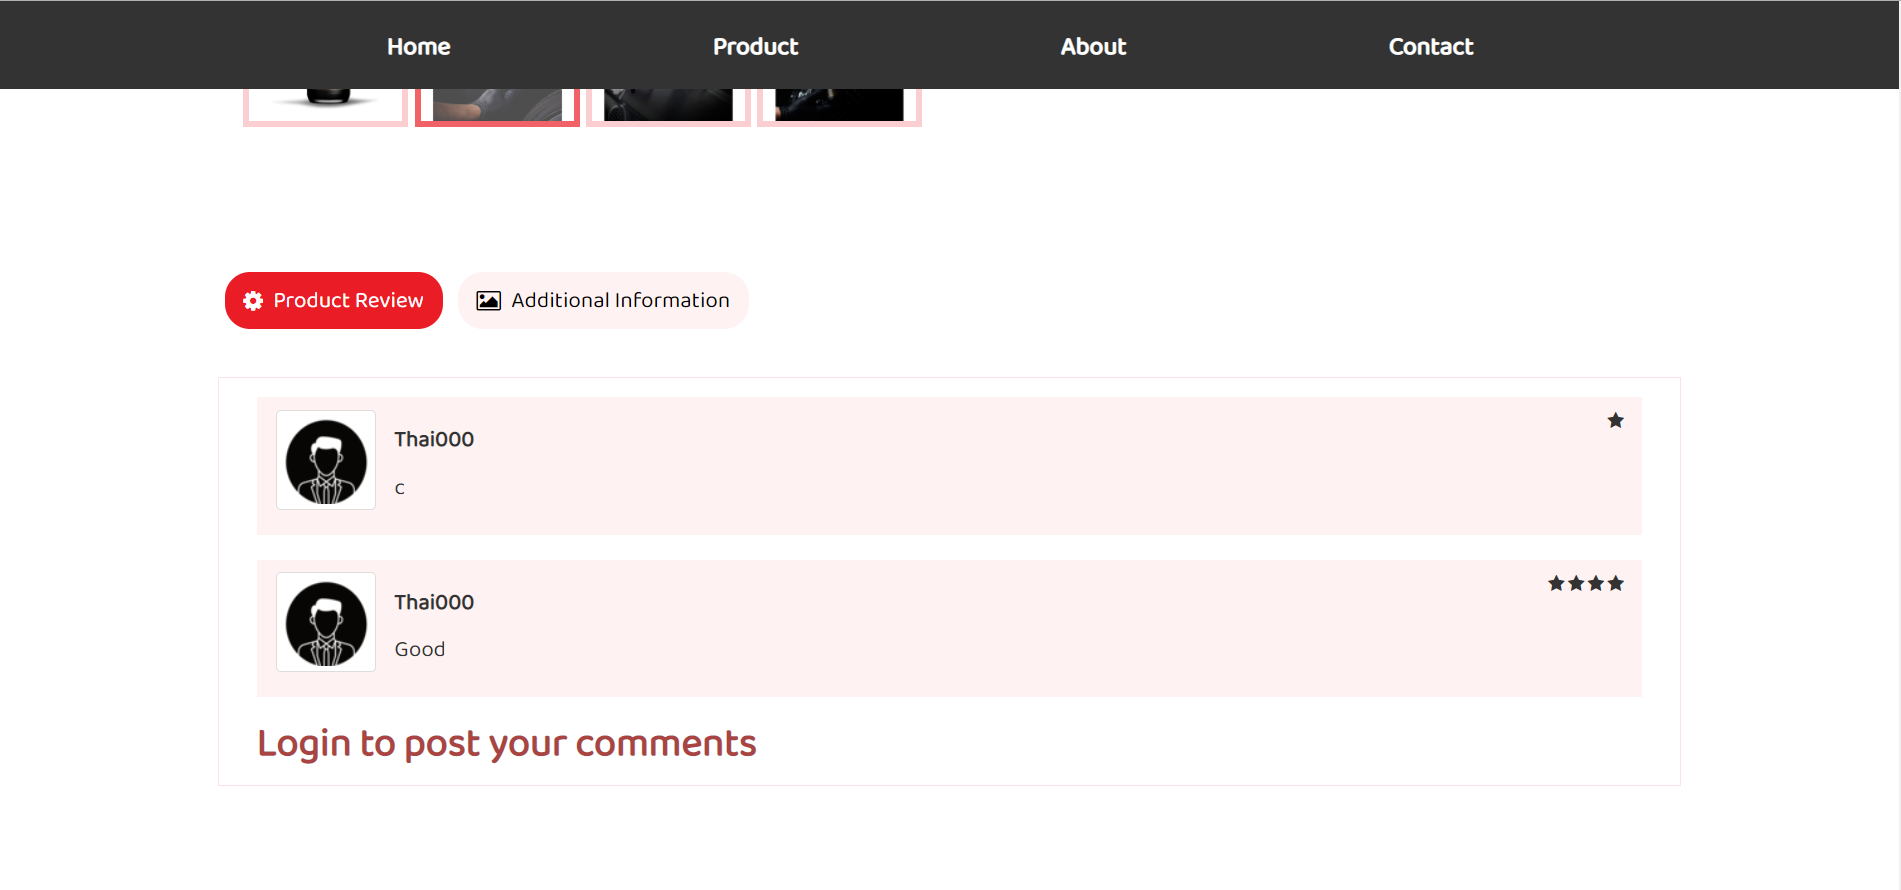 Home Product About Contact
Product Review Additional Information
Thai000
c
Thai000
Good
Login to post your comments